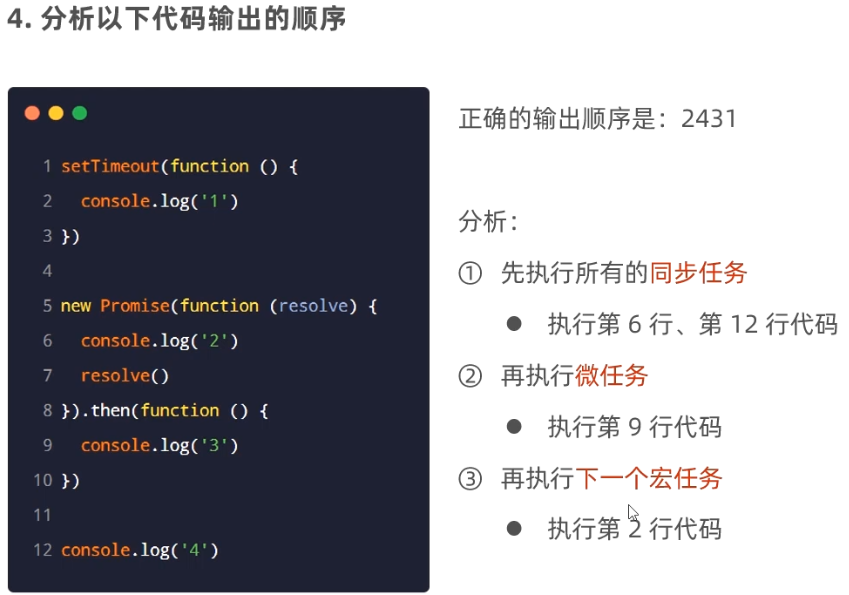 4. 分析以下代码输出的顺序
1 setTimeout(function () {
2   console.log('1')
3 })
4
5 new Promise(function (resolve) {
6   console.log('2')
7   resolve()
8 }).then(function () {
9   console.log('3')
10 })
11
12 console.log('4')
正确的输出顺序是：2431
分析：
① 先执行所有的同步任务
● 执行第 6 行、第 12 行代码
② 再执行微任务
● 执行第 9 行代码
③ 再执行下一个宏任务
● 执行第 2 行代码